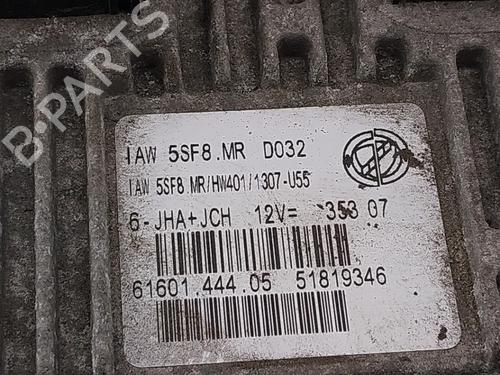 B-PARTS
IAW 5SF8.MR D032
IAW 5SF8.MR/HW401/1307-U55
6-JHA+JCH 12V= 353 07
61601.444.05 51819346